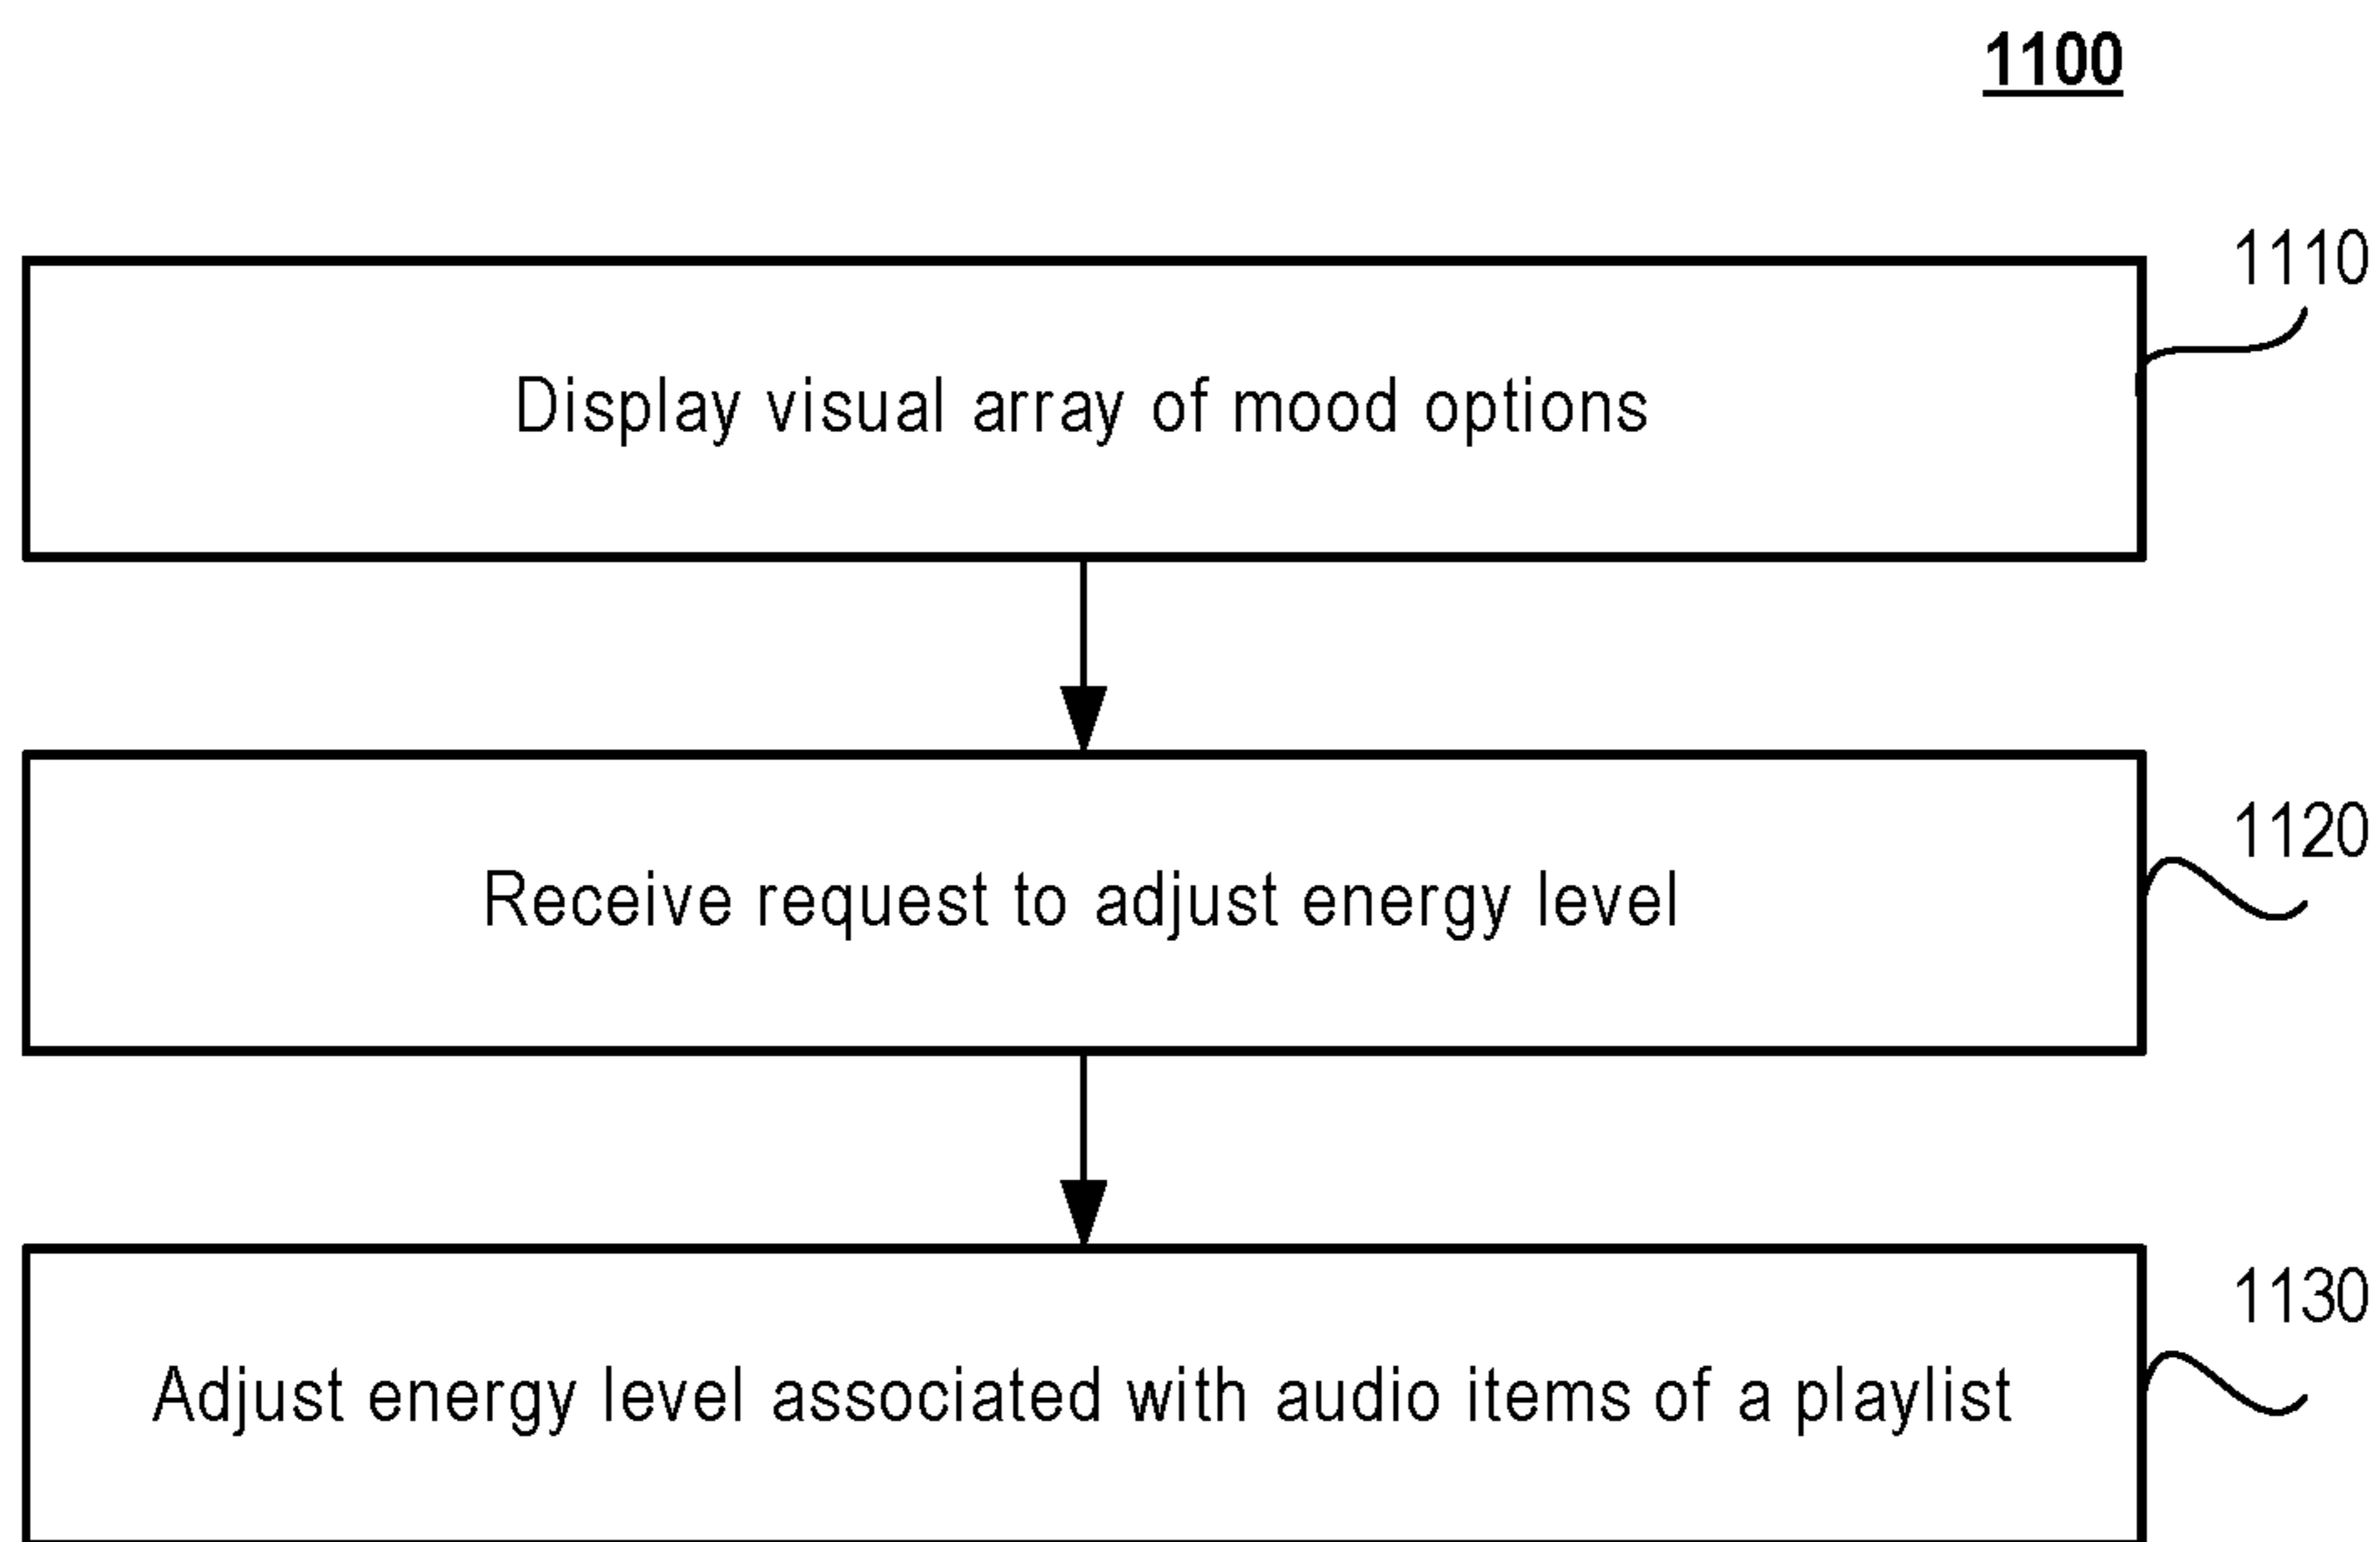 1100
1110
Display visual array of mood options
1120
Receive request to adjust energy level
1130
Adjust energy level associated with audio items of a playlist